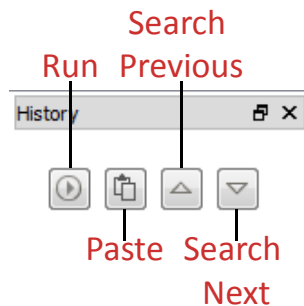 Search
Run Previous
History
Paste Search
Next